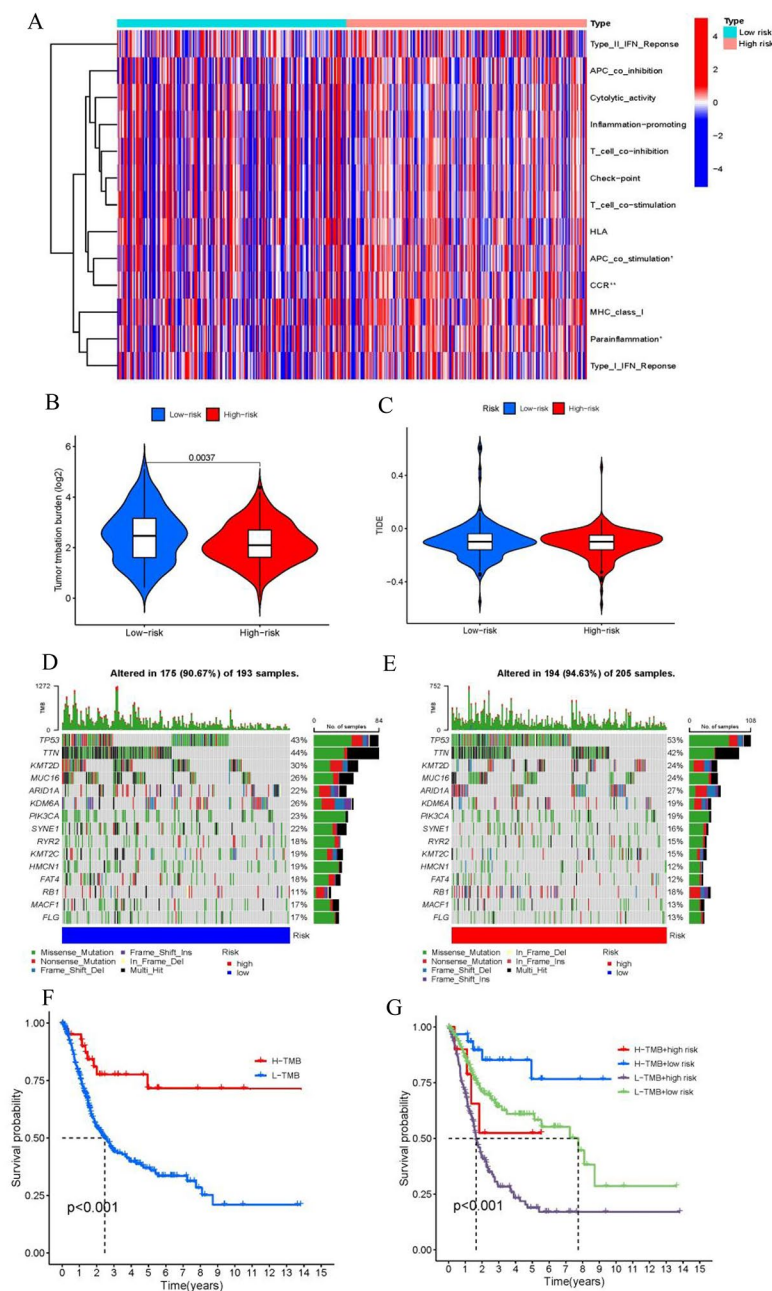 A
Type
Type_II_IFN_Reponse
APC_co_inhibition
Cytolytic_activity
Inflammation-promoting
T_cell_co-inhibition
Check-point
T_cell_co-stimulation
HLA
APC_co_stimulation*
CCR**
MHC_class_I
Parainflammation*
Type_I_IFN_Reponse
4
2
0
−2
−4
Type
Low risk
High risk
B
Low-risk
High-risk
0.0037
Tumor tmbation burden (log2)
6
4
2
0
Low-risk
High-risk
C
Risk
Low-risk
High-risk
TIDE
0.4
−0.0
−0.4
Low-risk
High-risk
D
Altered in 175 (90.67%) of 193 samples.
1272
TMB
0
No. of samples
0
84
TP53 43%
TTN 44%
KMT2D 30%
MUC16 26%
ARID1A 22%
KDM6A 26%
PIK3CA 23%
SYNE1 22%
RYR2 18%
KMT2C 19%
HMCN1 19%
FAT4 18%
RB1 11%
MACF1 17%
FLG 17%
Risk
Missense_Mutation
Nonsense_Mutation
Frame_Shift_Del
Frame_Shift_Ins
In_Frame_Del
Multi_Hit
Risk
high
low
E
Altered in 194 (94.63%) of 205 samples.
752
TMB
0
No. of samples
0
108
TP53 53%
TTN 42%
KMT2D 24%
MUC16 24%
ARID1A 27%
KDM6A 19%
PIK3CA 19%
SYNE1 16%
RYR2 15%
KMT2C 15%
HMCN1 12%
FAT4 12%
RB1 18%
MACF1 13%
FLG 13%
Risk
Missense_Mutation
Nonsense_Mutation
Frame_Shift_Del
Frame_Shift_Ins
In_Frame_Del
In_Frame_Ins
Multi_Hit
Risk
high
low
F
H-TMB
L-TMB
Survival probability
1.00
0.75
0.50
0.25
0.00
p<0.001
0 1 2 3 4 5 6 7 8 9 10 11 12 13 14 15
Time(years)
G
H-TMB+high risk
H-TMB+low risk
L-TMB+high risk
L-TMB+low risk
Survival probability
1.00
0.75
0.50
0.25
0.00
p<0.001
0 1 2 3 4 5 6 7 8 9 10 11 12 13 14 15
Time(years)